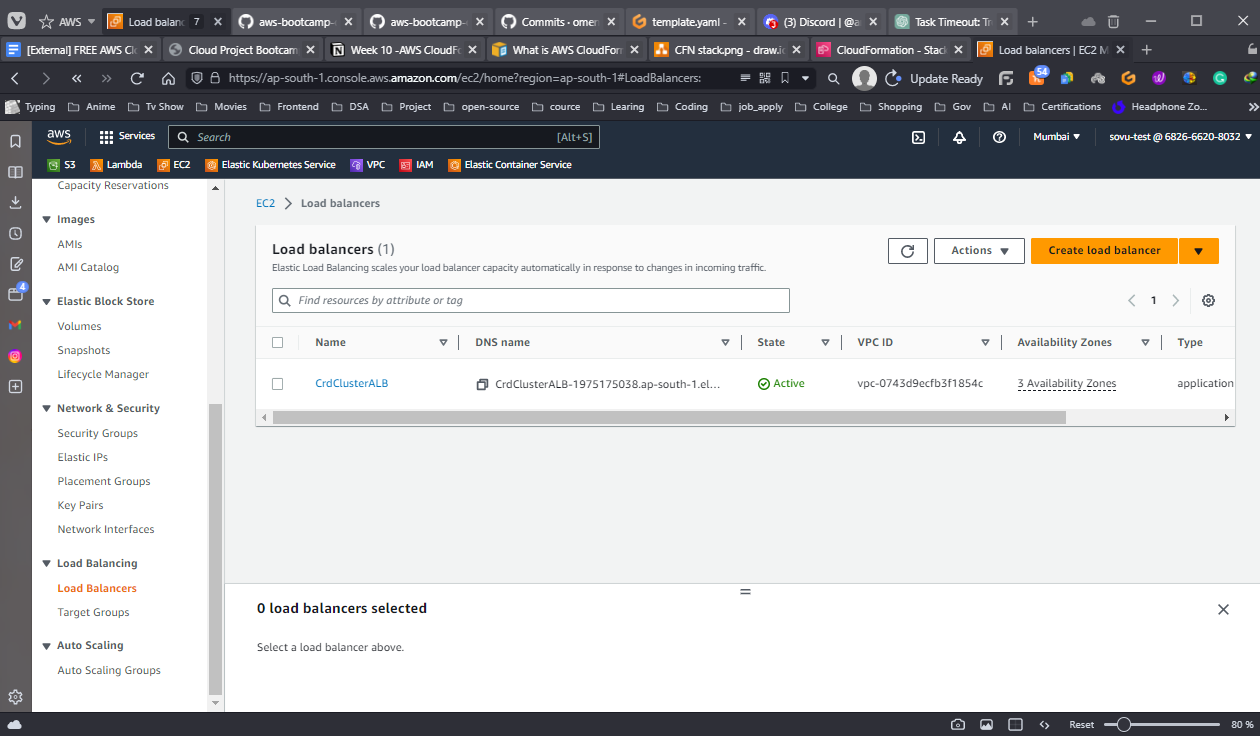 AWS
Load balanc 7
aws-bootcamp-
aws-bootcamp-
Commits · omen
template.yaml -
(3) Discord | @a
Task Timeout: Tr
[External] FREE AWS Cl
Cloud Project Bootcam
Week 10 -AWS CloudFo
What is AWS CloudForm
CFN stack.png - draw.io
CloudFormation - Stac
Load balancers | EC2 M
https://ap-south-1.console.aws.amazon.com/ec2/home?region=ap-south-1#LoadBalancers:
Update Ready
54
Typing Anime Tv Show Movies Frontend DSA Project open-source cource Learing Coding job_apply College Shopping Gov AI Certifications Headphone Zo...
aws Services Search [Alt+S] Mumbai sovu-test @ 6826-6620-8032
S3 Lambda EC2 Elastic Kubernetes Service VPC IAM Elastic Container Service
4
Capacity Reservations
Images
AMIs
AMI Catalog
Elastic Block Store
Volumes
Snapshots
Lifecycle Manager
Network & Security
Security Groups
Elastic IPs
Placement Groups
Key Pairs
Network Interfaces
Load Balancing
Load Balancers
Target Groups
Auto Scaling
Auto Scaling Groups
EC2 > Load balancers
Load balancers (1)
Elastic Load Balancing scales your load balancer capacity automatically in response to changes in incoming traffic.
Actions
Create load balancer
Find resources by attribute or tag
1
Name DNS name State VPC ID Availability Zones Type
CrdClusterALB CrdClusterALB-1975175038.ap-south-1.el... Active vpc-0743d9ecfb3f1854c 3 Availability Zones application
0 load balancers selected
Select a load balancer above.
Reset 80 %